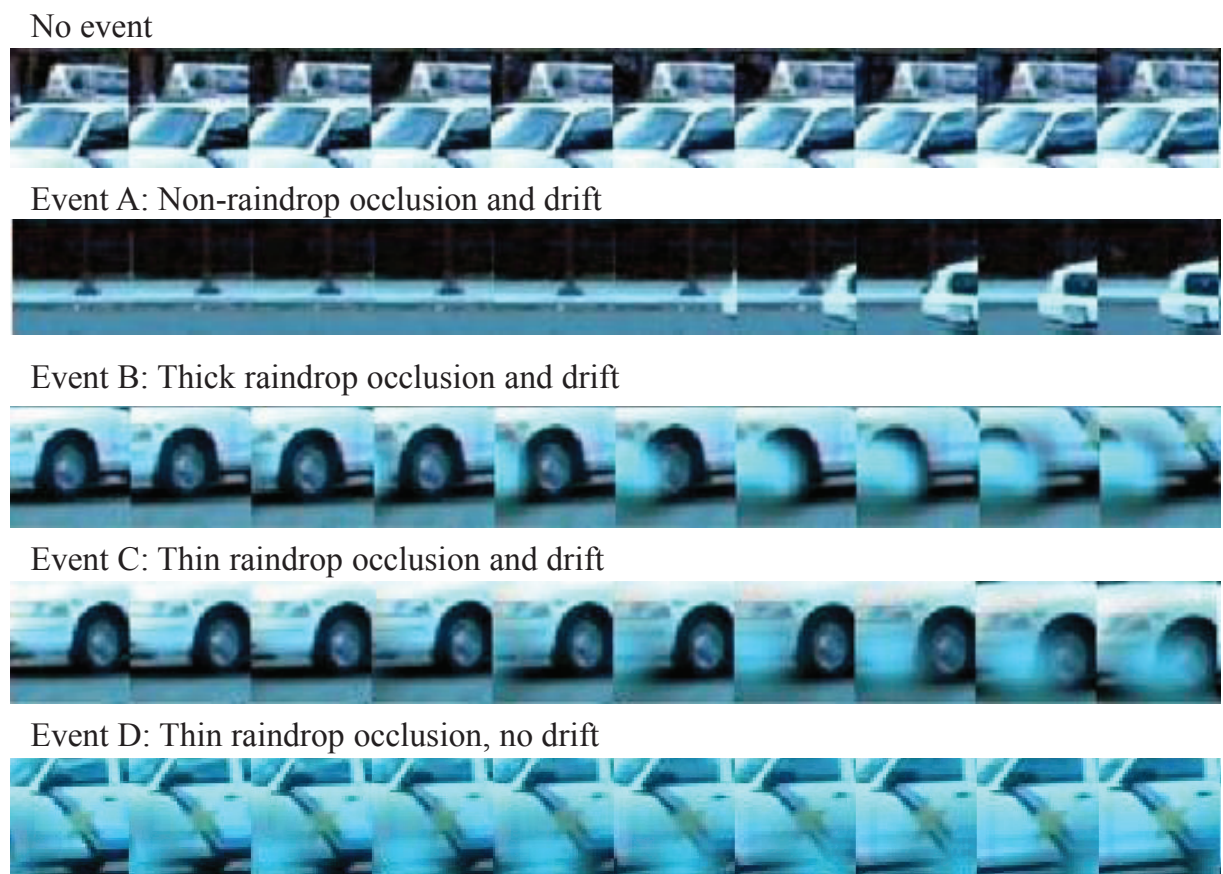 No event
Event A: Non-raindrop occlusion and drift
Event B: Thick raindrop occlusion and drift
Event C: Thin raindrop occlusion and drift
Event D: Thin raindrop occlusion, no drift